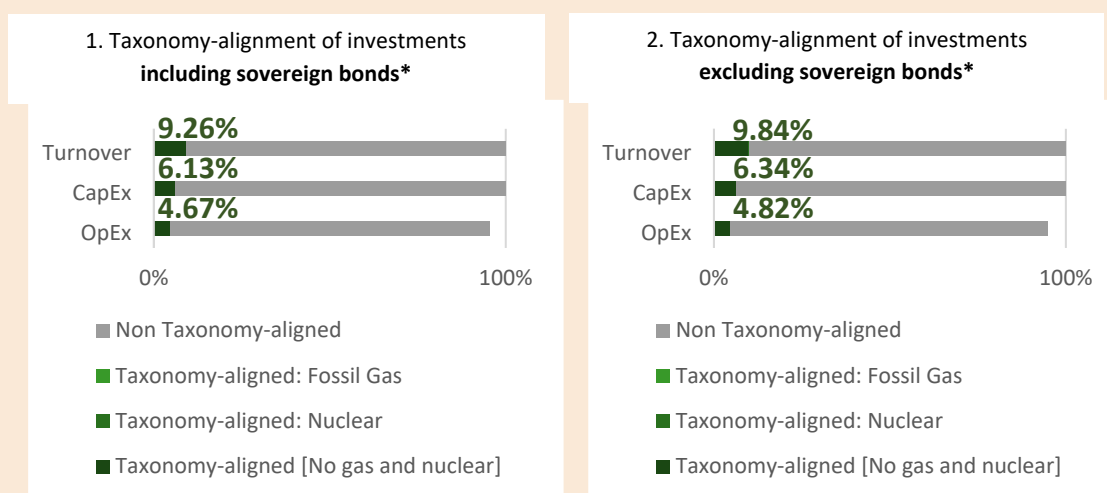 1. Taxonomy-alignment of investments
including sovereign bonds*
9.26%
Turnover
6.13%
CapEx
4.67%
OpEx
0%
100%
Non Taxonomy-aligned
Taxonomy-aligned: Fossil Gas
Taxonomy-aligned: Nuclear
Taxonomy-aligned [No gas and nuclear]
2. Taxonomy-alignment of investments
excluding sovereign bonds*
9.84%
Turnover
6.34%
CapEx
4.82%
OpEx
0%
100%
Non Taxonomy-aligned
Taxonomy-aligned: Fossil Gas
Taxonomy-aligned: Nuclear
Taxonomy-aligned [No gas and nuclear]